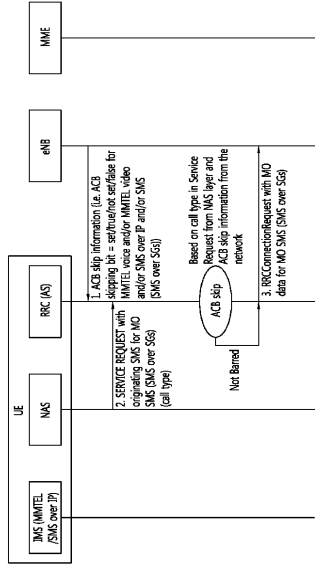 UE
IMS (MMTEL
/SMS over IP)
NAS
RRC (AS)
eNB
MME
1. ACB skip information (i.e. ACB
skipping bit = set/true/not set/false for
MMTEL voice and/or MMTEL video
and/or SMS over IP and/or SMS
(SMS over SGs)
2. SERVICE REQUEST with
originating SMS for MO
SMS (SMS over SGs)
(call type)
Based on call type in Service
Request from NAS layer and
ACB skip information from the
network
ACB skip
Not Barred
3. RRCConnectionRequest with MO
data for MO SMS (SMS over SGs)